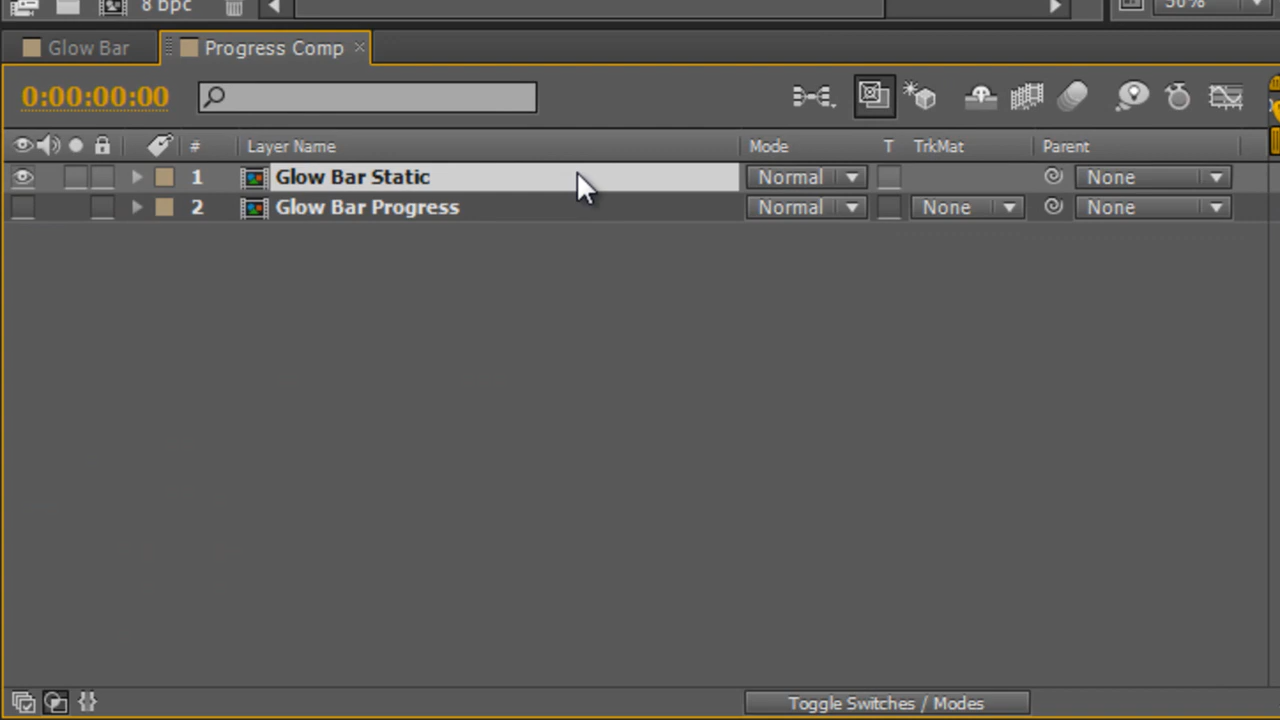 8 bpc
50%
Glow Bar Progress Comp ×
0:00:00:00
# Layer Name Mode T TrkMat Parent
1 Glow Bar Static Normal None
2 Glow Bar Progress Normal None None
Toggle Switches / Modes